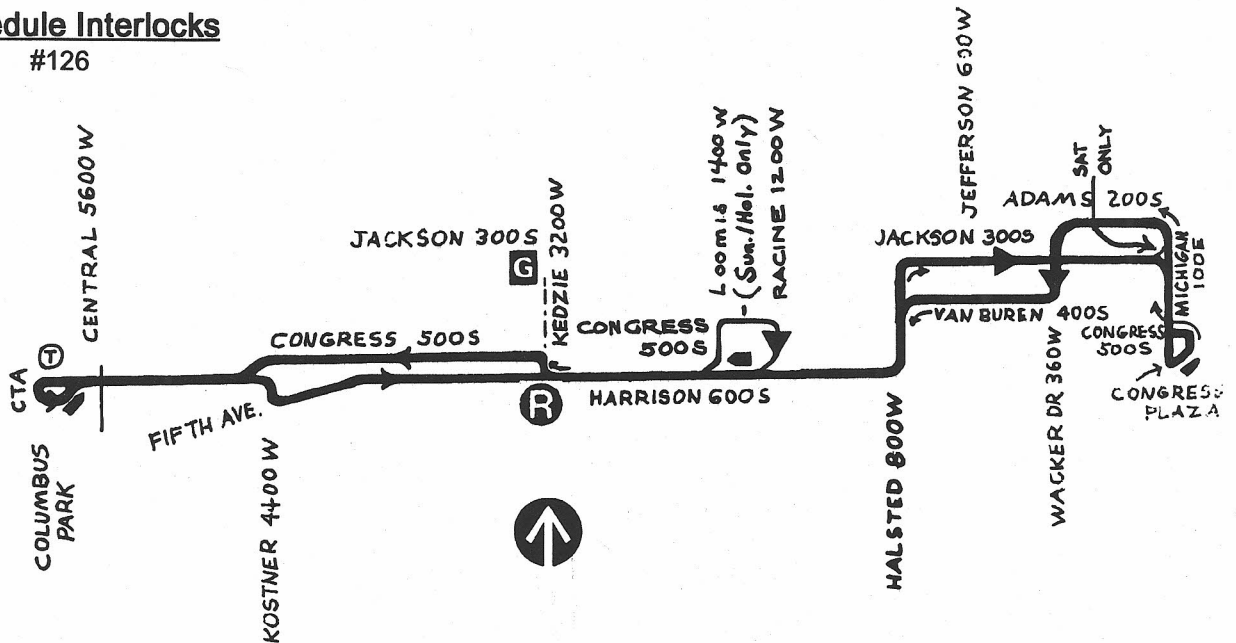 edule Interlocks
#126
CENTRAL 5600W
T
CTA
COLUMBUS
PARK
CONGRESS 500S
FIFTH AVE.
KOSTNER 4400W
JACKSON 300S
G
KEDZIE 3200W
R
HARRISON 600S
CONGRESS
500S
Loomis 1400W
(Sun./Hol. Only)
RACINE 1200W
HALSTED 800W
JACKSON 300S
JEFFERSON 600W
VAN BUREN 400S
WACKER DR 360W
ADAMS 200S
SAT
ONLY
MICHIGAN
100E
CONGRESS
500S
CONGRESS
PLAZA